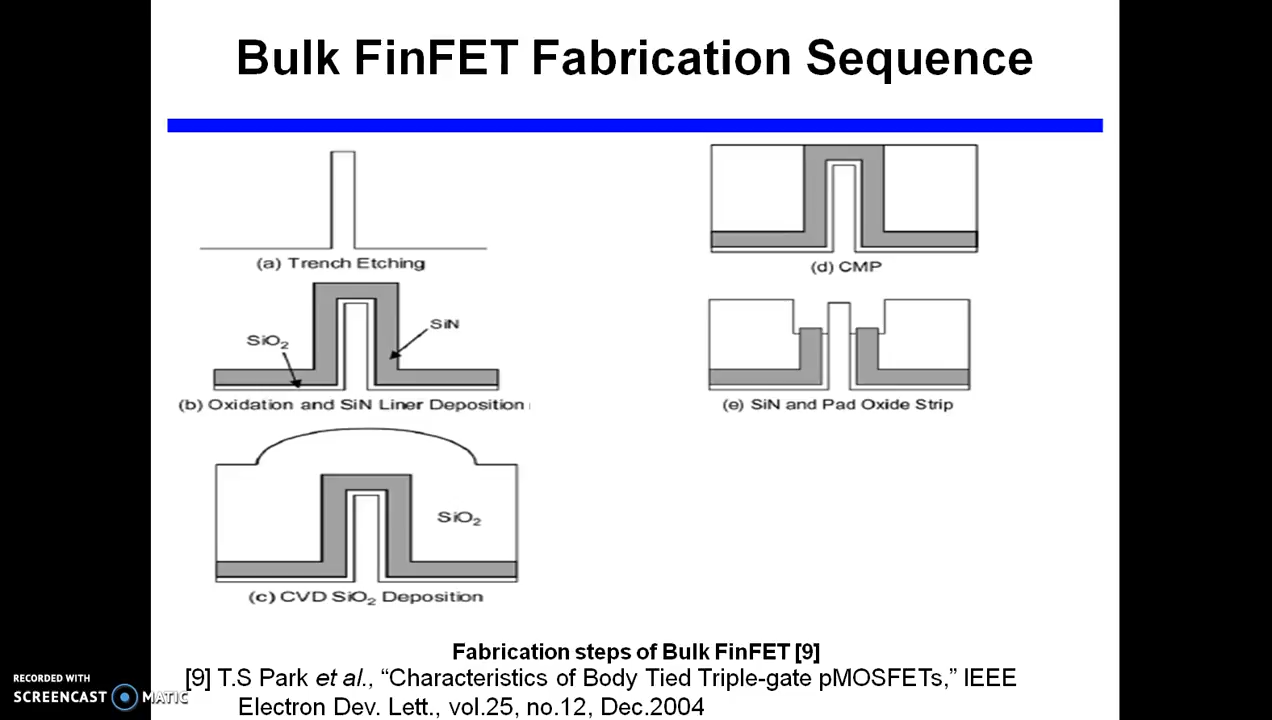 Bulk FinFET Fabrication Sequence
(a) Trench Etching
SiO2
SiN
(b) Oxidation and SiN Liner Deposition
SiO2
(c) CVD SiO2 Deposition
(d) CMP
(e) SiN and Pad Oxide Strip
Fabrication steps of Bulk FinFET [9]
[9] T.S Park et al., “Characteristics of Body Tied Triple-gate pMOSFETs,” IEEE
Electron Dev. Lett., vol.25, no.12, Dec.2004
RECORDED WITH
SCREENCAST MATIC